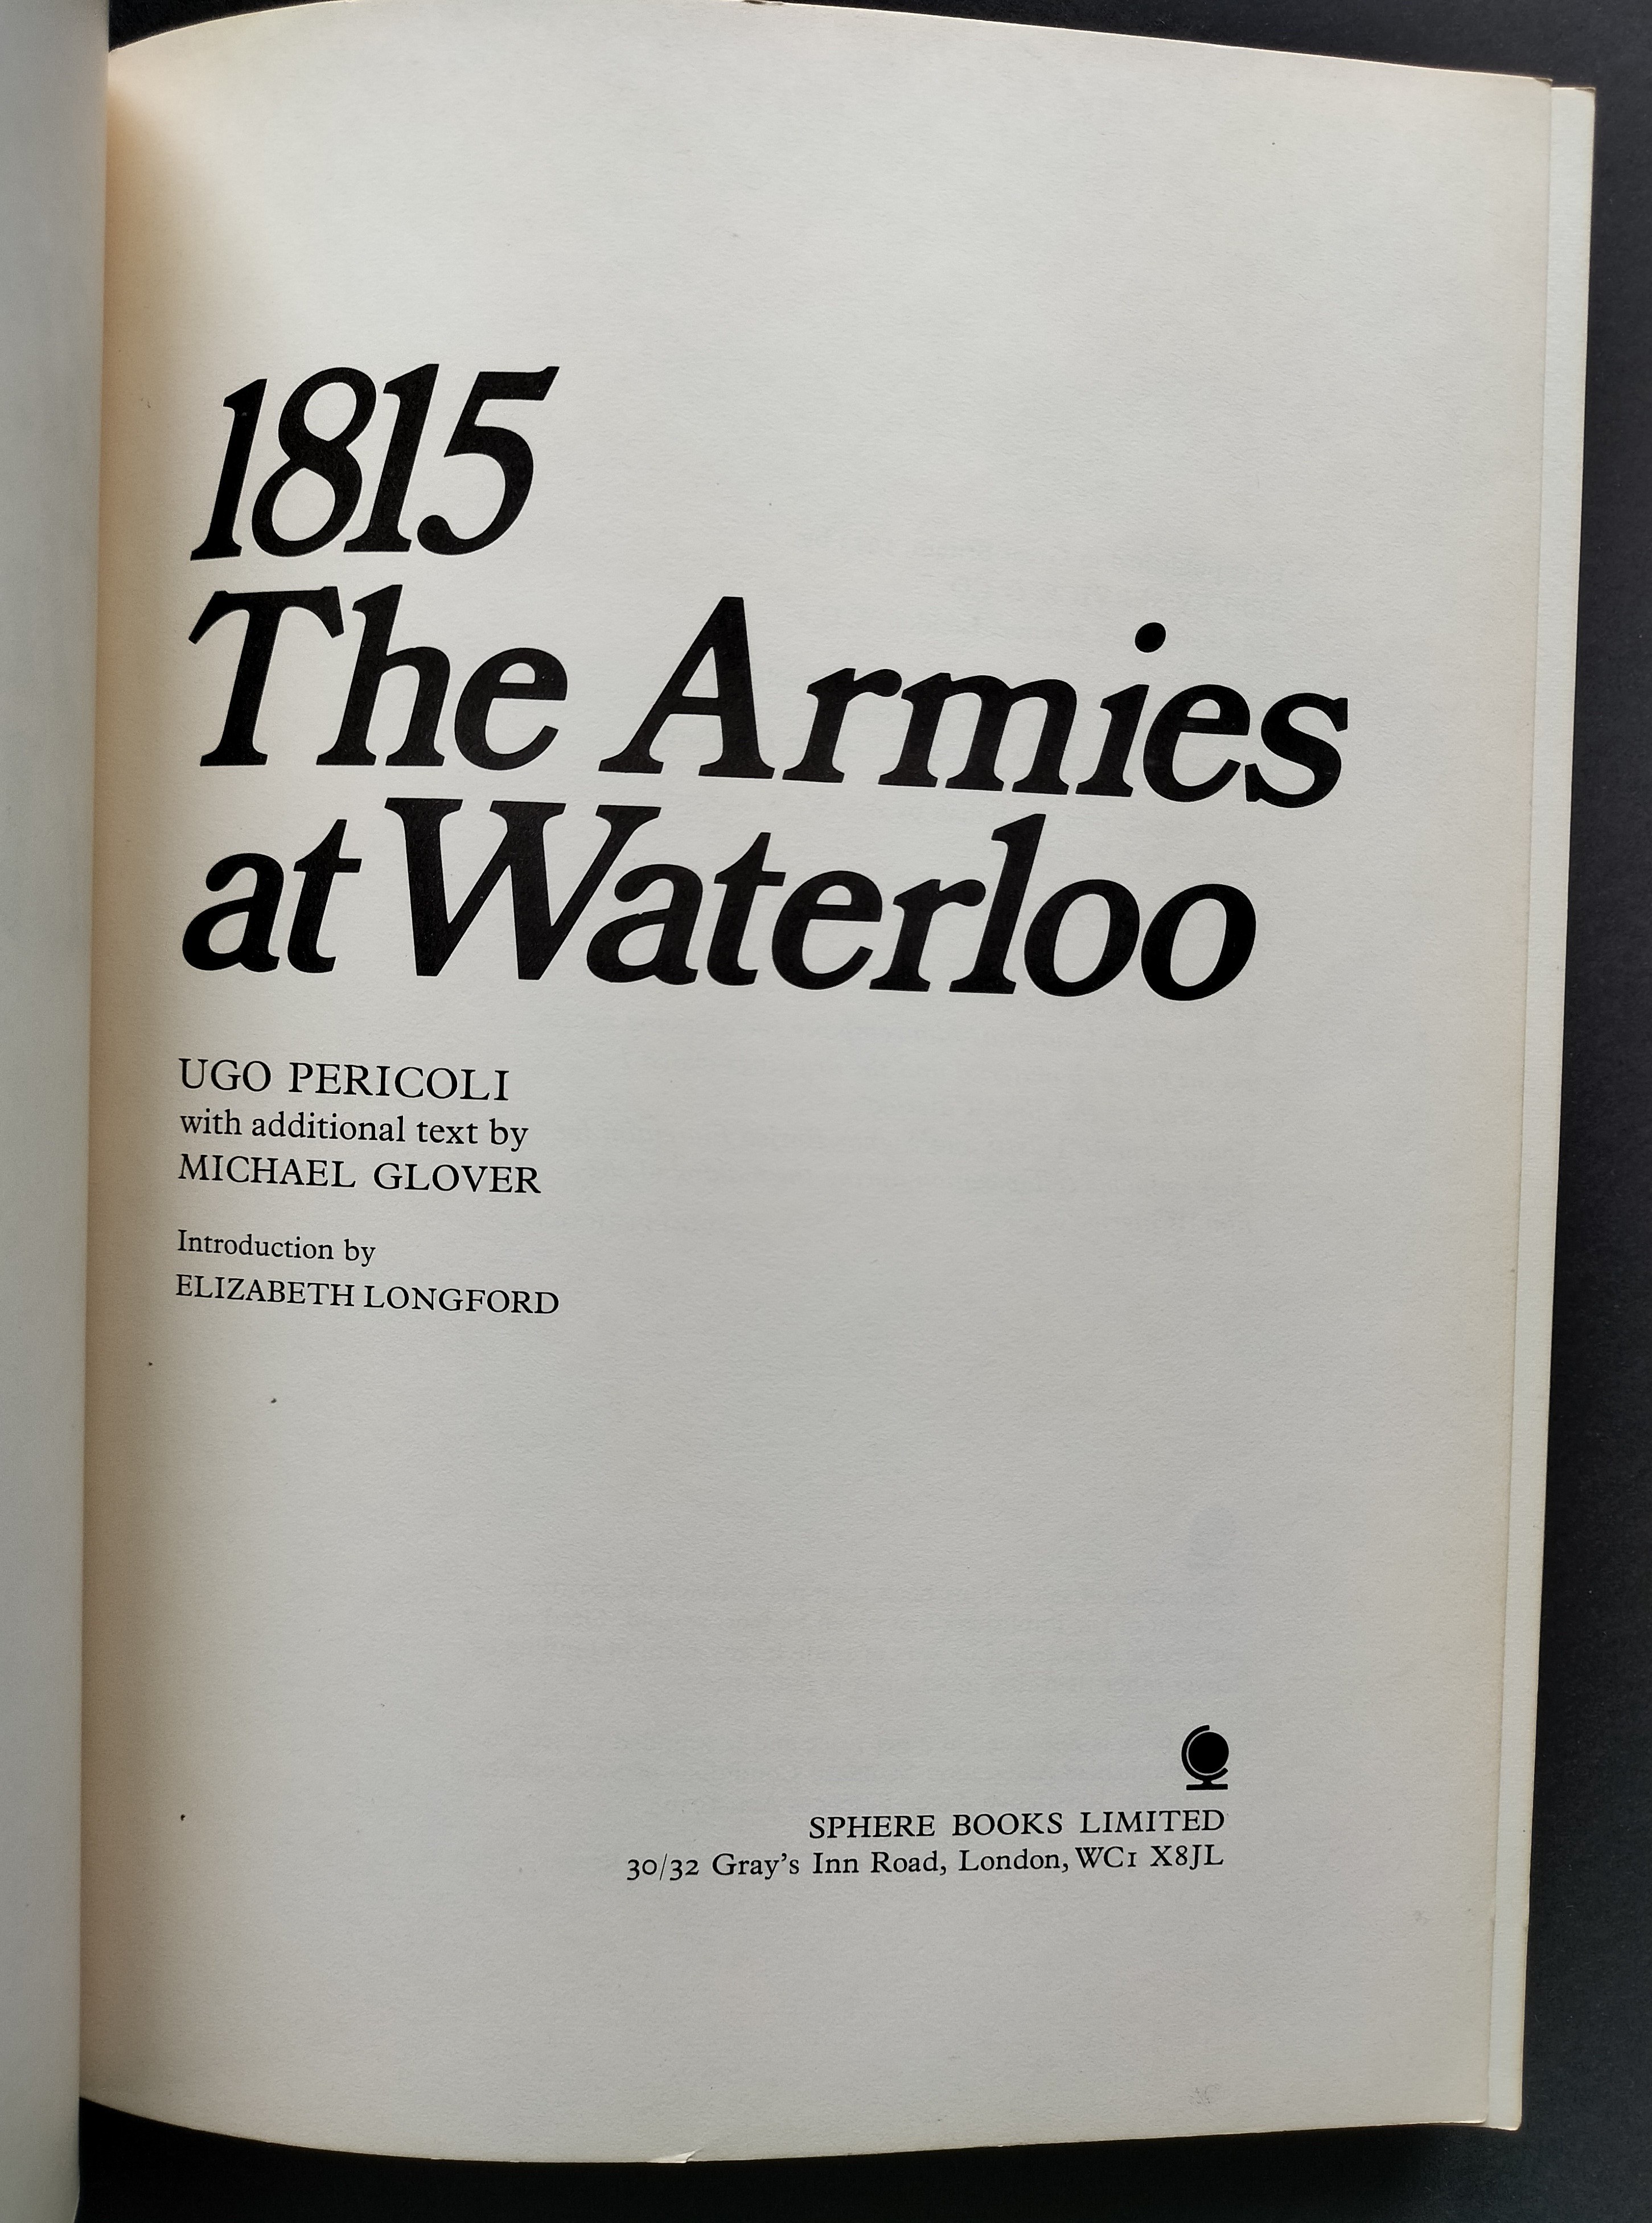 1815
The Armies
at Waterloo
UGO PERICOLI
with additional text by
MICHAEL GLOVER
Introduction by
ELIZABETH LONGFORD
SPHERE BOOKS LIMITED
30/32 Gray's Inn Road, London, WC1 X8JL